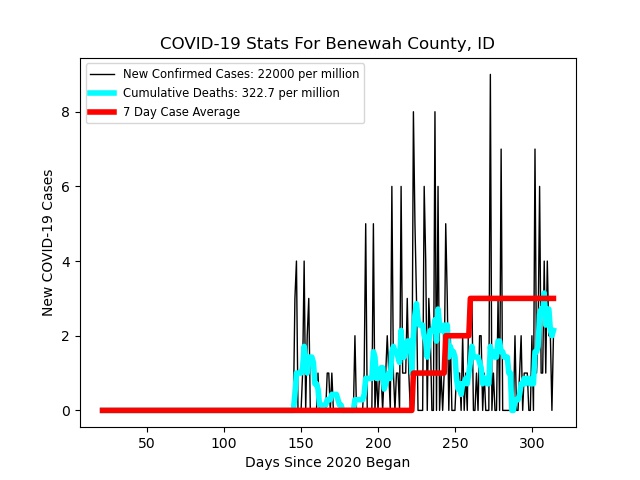 COVID-19 Stats For Benewah County, ID
New Confirmed Cases: 22000 per million
Cumulative Deaths: 322.7 per million
7 Day Case Average
New COVID-19 Cases
8
6
4
2
0
50 100 150 200 250 300
Days Since 2020 Began